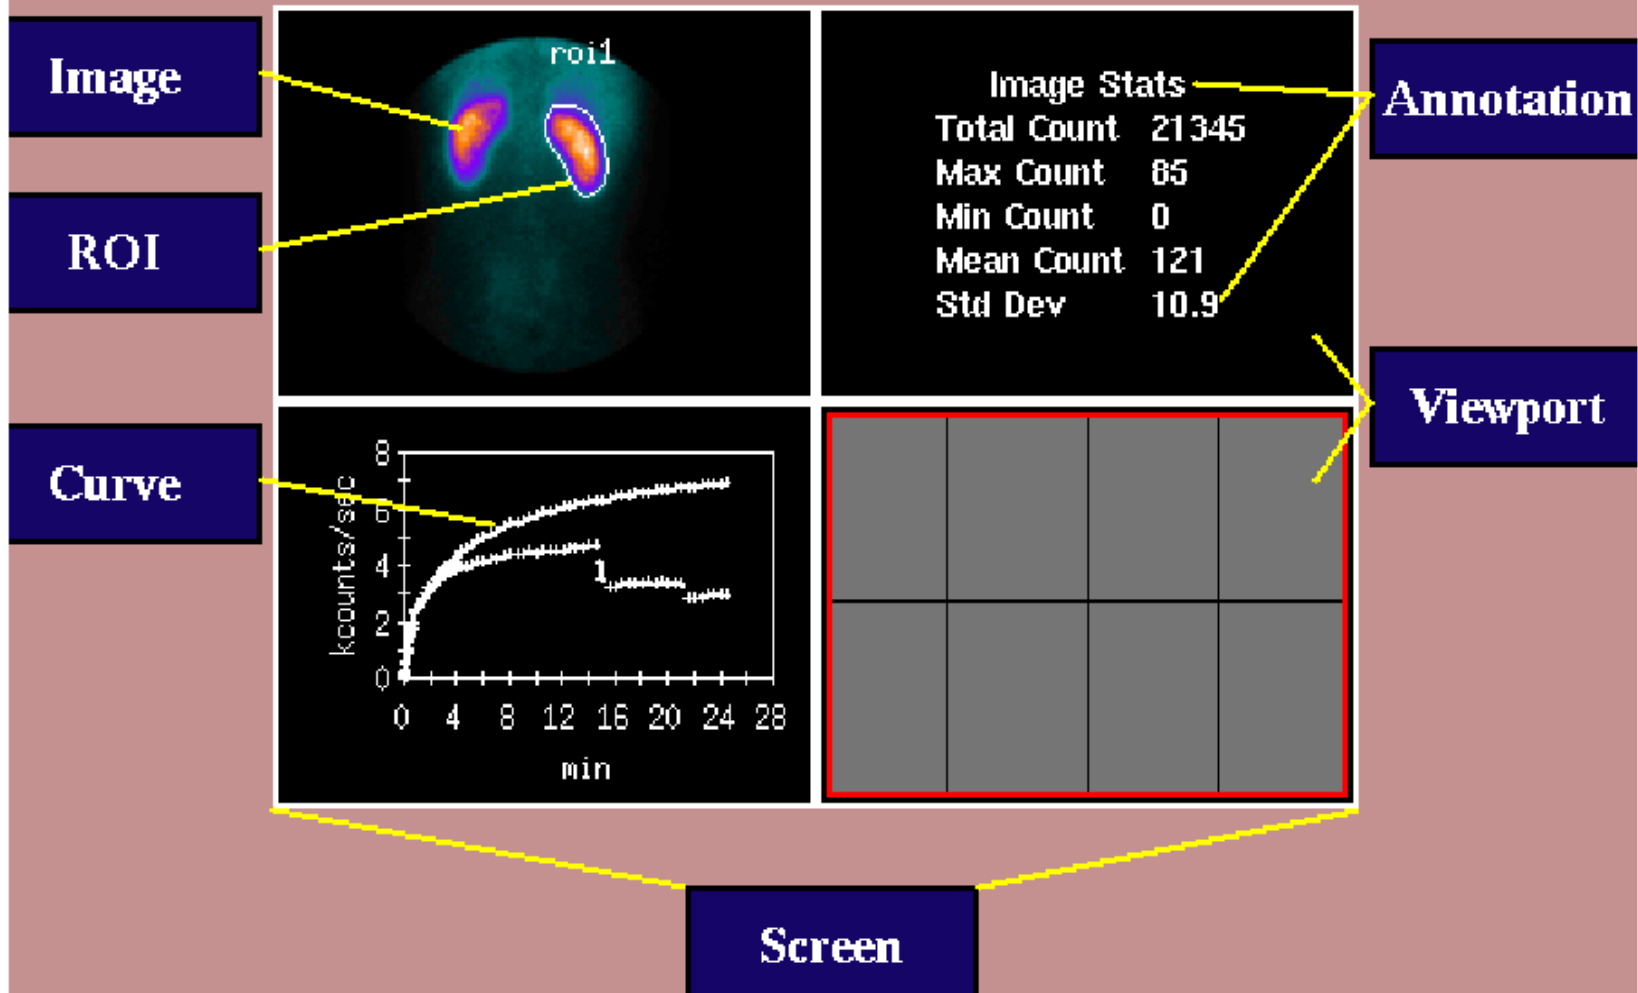 Image
ROI
Curve
roi1
Image Stats
Total Count 21345
Max Count 85
Min Count 0
Mean Count 121
Std Dev 10.9
Annotation
Viewport
kcounts/sec
8
6
4
2
0
0 4 8 12 16 20 24 28
min
Screen